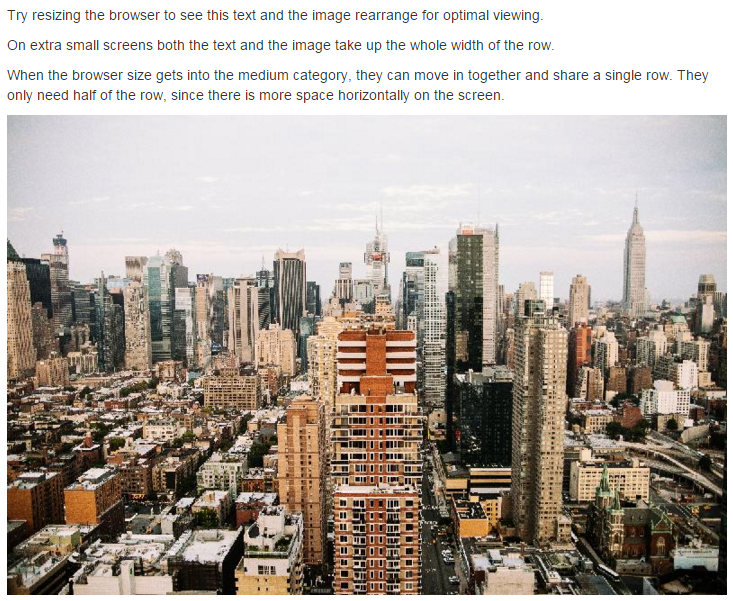 Try resizing the browser to see this text and the image rearrange for optimal viewing.
On extra small screens both the text and the image take up the whole width of the row.
When the browser size gets into the medium category, they can move in together and share a single row. They
only need half of the row, since there is more space horizontally on the screen.